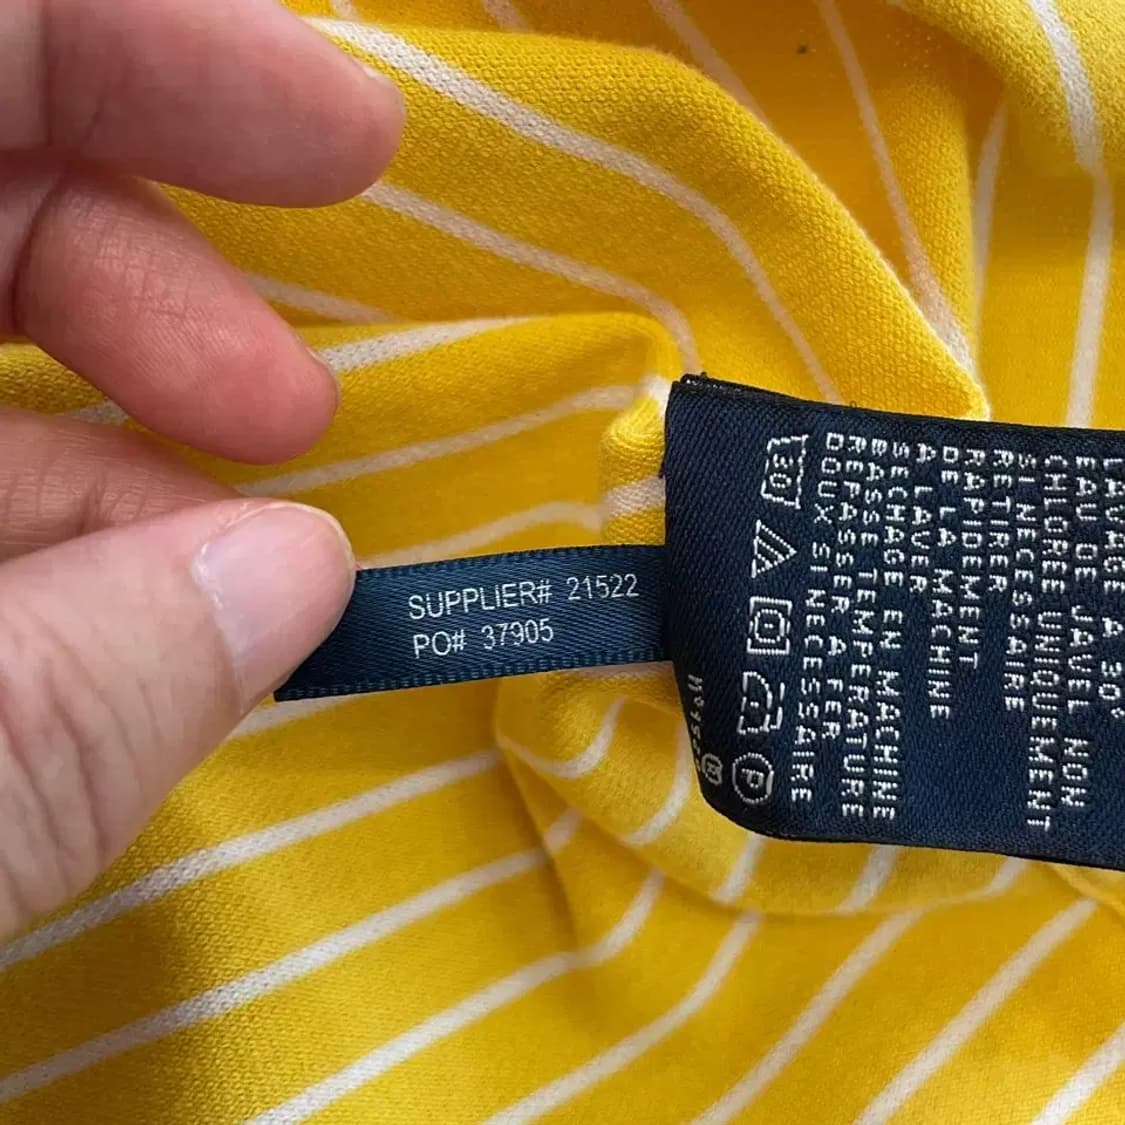 SUPPLIER# 21522
PO# 37905
LAVAGE A 30°
EAU DE JAVEL NON
CHLOREE UNIQUEMENT
SI NECESSAIRE
RETIRER
RAPIDEMENT
DE LA MACHINE
A LAVER
SECHAGE EN MACHINE
BASSE TEMPERATURE
REPASSER A FER
DOUX SI NECESSAIRE
30
P